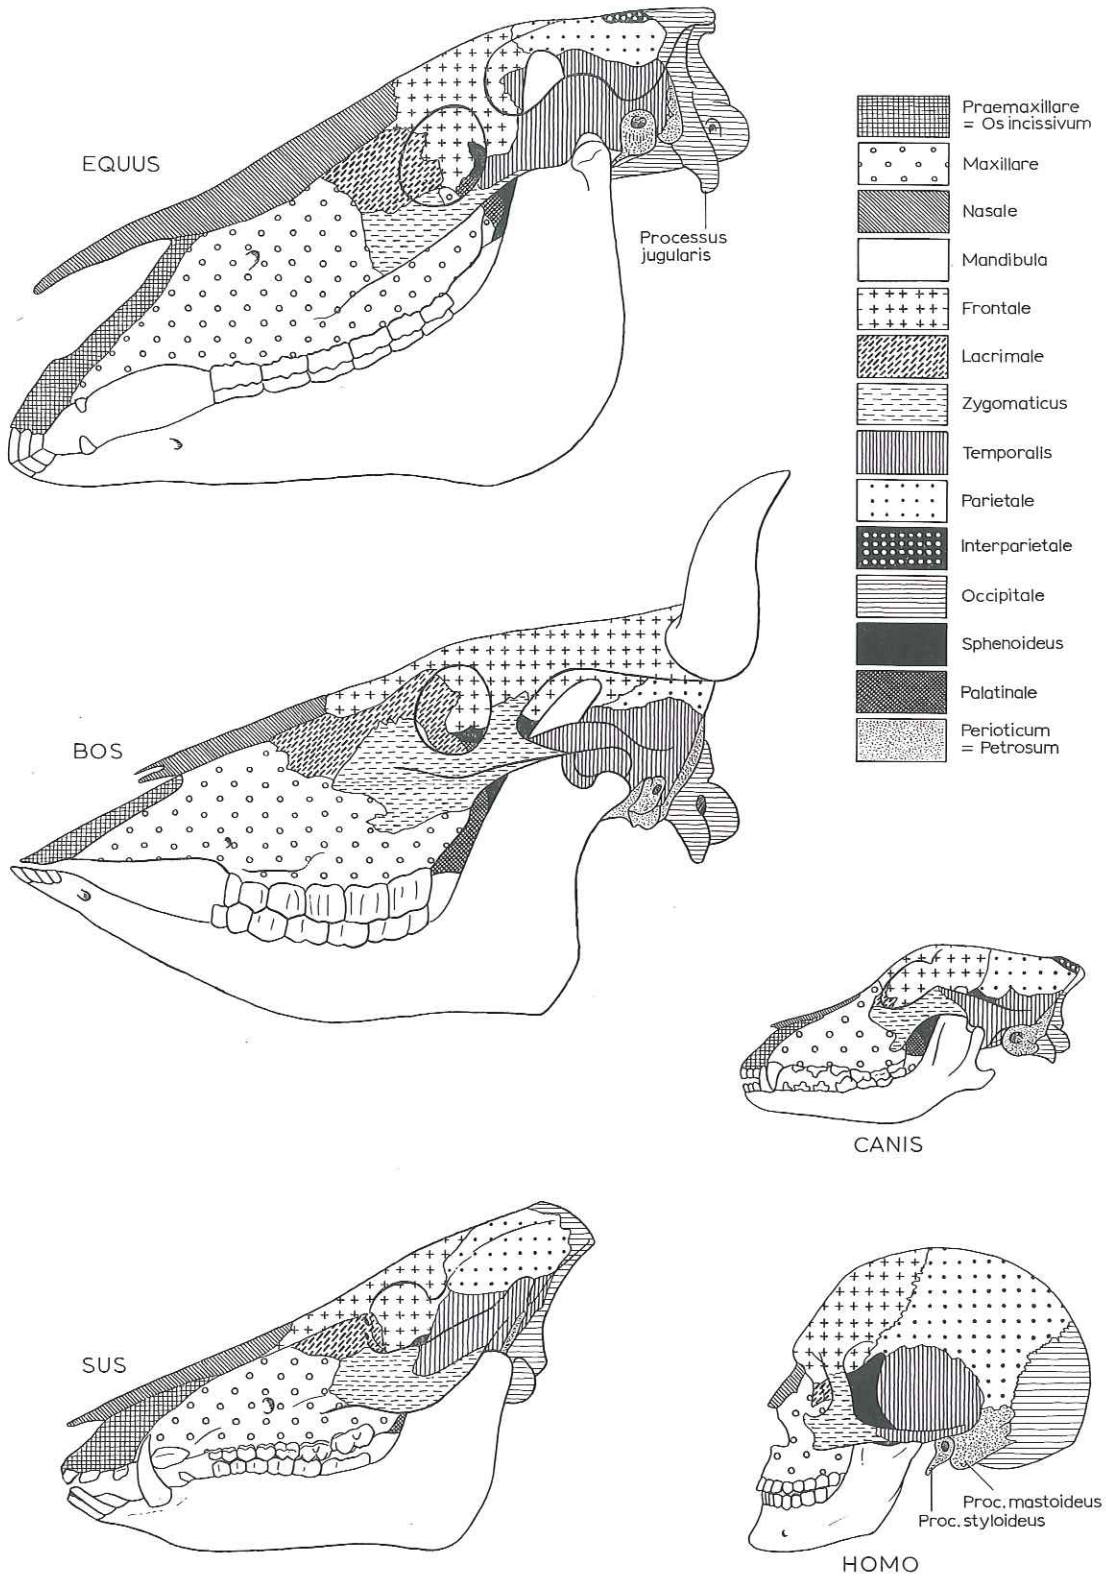 EQUUS
Processus
jugularis
Praemaxillare
= Os incissivum
Maxillare
Nasale
Mandibula
Frontale
Lacrimale
Zygomaticus
Temporalis
Parietale
Interparietale
Occipitale
Sphenoideus
Palatinale
Perioticum
= Petrosum
BOS
CANIS
SUS
Proc. mastoideus
Proc. styloideus
HOMO